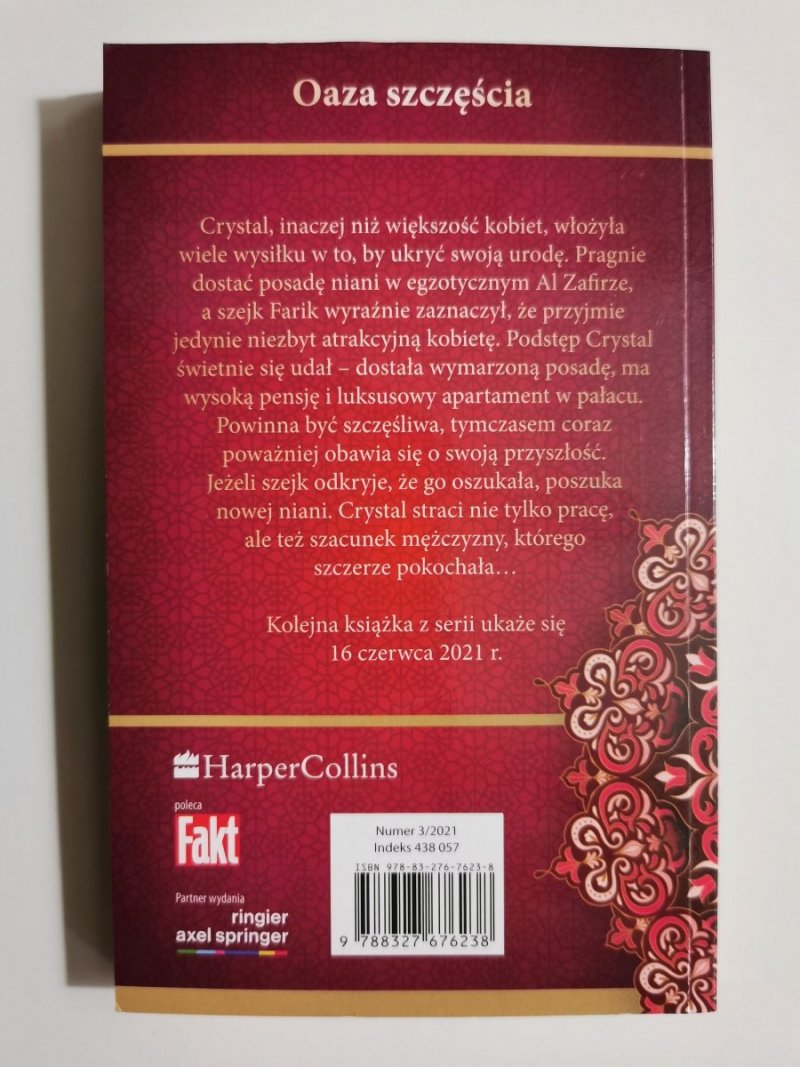 Oaza szczęścia
Crystal, inaczej niż większość kobiet, włożyła
wiele wysiłku w to, by ukryć swoją urodę. Pragnie
dostać posadę niani w egzotycznym Al Zafirze,
a szejk Farik wyraźnie zaznaczył, że przyjmie
jedynie niezbyt atrakcyjną kobietę. Podstęp Crystal
świetnie się udał – dostała wymarzoną posadę, ma
wysoką pensję i luksusowy apartament w pałacu.
Powinna być szczęśliwa, tymczasem coraz
poważniej obawia się o swoją przyszłość.
Jeżeli szejk odkryje, że go oszukała, poszuka
nowej niani. Crystal straci nie tylko pracę,
ale też szacunek mężczyzny, którego
szczerze pokochała…
Kolejna książka z serii ukaże się
16 czerwca 2021 r.
HarperCollins
poleca
Fakt
Partner wydania
ringier
axel springer
Numer 3/2021
Indeks 438 057
ISBN 978-83-276-7623-8
9 788327 676238